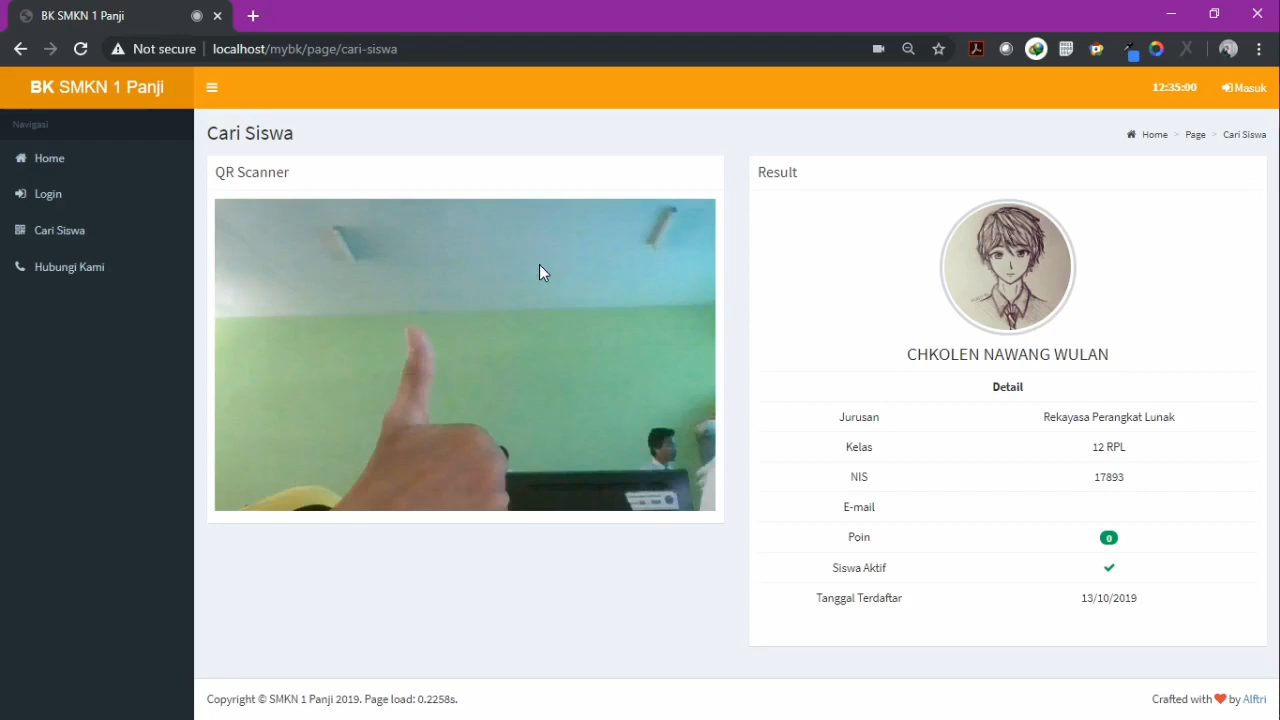 BK SMKN 1 Panji
Not secure
localhost/mybk/page/cari-siswa
BK SMKN 1 Panji
12:35:00
Masuk
Navigasi
Home
Login
Cari Siswa
Hubungi Kami
Cari Siswa
Home > Page > Cari Siswa
QR Scanner
Result
CHKOLEN NAWANG WULAN
Detail
Jurusan Rekayasa Perangkat Lunak
Kelas 12 RPL
NIS 17893
E-mail
Poin 0
Siswa Aktif
Tanggal Terdaftar 13/10/2019
Copyright © SMKN 1 Panji 2019. Page load: 0.2258s.
Crafted with ❤ by Alftri